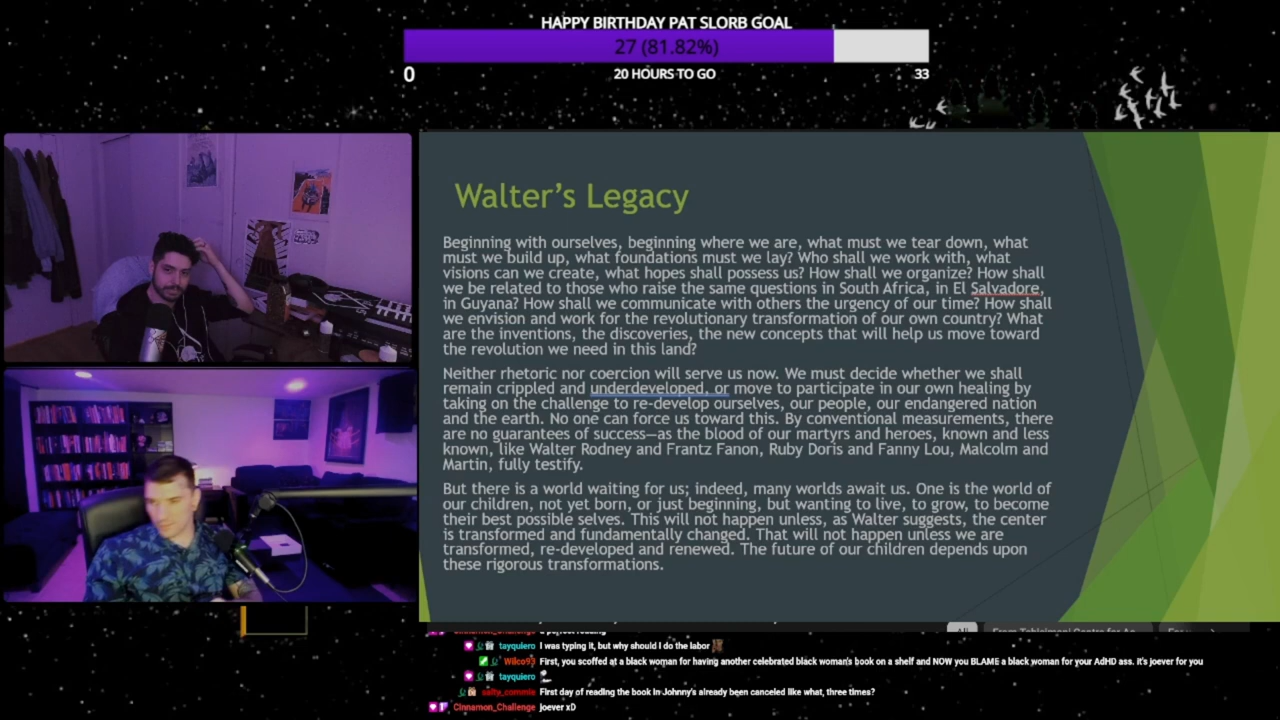 HAPPY BIRTHDAY PAT SLORB GOAL
27 (81.82%)
0
20 HOURS TO GO
33
Walter's Legacy
Beginning with ourselves, beginning where we are, what must we tear down, what
must we build up, what foundations must we lay? Who shall we work with, what
visions can we create, what hopes shall possess us? How shall we organize? How shall
we be related to those who raise the same questions in South Africa, in El Salvadore,
in Guyana? How shall we communicate with others the urgency of our time? How shall
we envision and work for the revolutionary transformation of our own country? What
are the inventions, the discoveries, the new concepts that will help us move toward
the revolution we need in this land?
Neither rhetoric nor coercion will serve us now. We must decide whether we shall
remain crippled and underdeveloped, or move to participate in our own healing by
taking on the challenge to re-develop ourselves, our people, our endangered nation
and the earth. No one can force us toward this. By conventional measurements, there
are no guarantees of success—as the blood of our martyrs and heroes, known and less
known, like Walter Rodney and Frantz Fanon, Ruby Doris and Fanny Lou, Malcolm and
Martin, fully testify.
But there is a world waiting for us; indeed, many worlds await us. One is the world of
our children, not yet born, or just beginning, but wanting to live, to grow, to become
their best possible selves. This will not happen unless, as Walter suggests, the center
is transformed and fundamentally changed. That will not happen unless we are
transformed, re-developed and renewed. The future of our children depends upon
these rigorous transformations.
tayquiero I was typing it, but why should I do the labor
Wilco93 First, you scoffed at a black woman for having another celebrated black woman's book on a shelf and NOW you BLAME a black woman for your AdHD ass. It's joever for you
tayquiero
salty_commie First day of reading the book in Johnny's already been canceled like what, three times?
Cinnamon_Challenge Joever xD